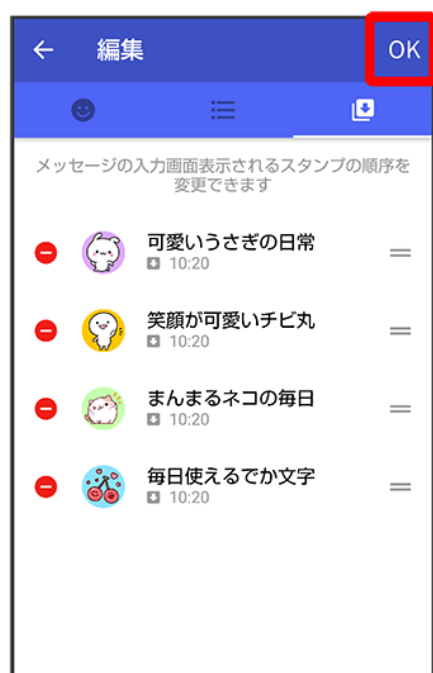 編集
OK
メッセージの入力画面表示されるスタンプの順序を
変更できます
可愛いうさぎの日常
10:20
笑顔が可愛いチビ丸
10:20
まんまるネコの毎日
10:20
毎日使えるでか文字
10:20